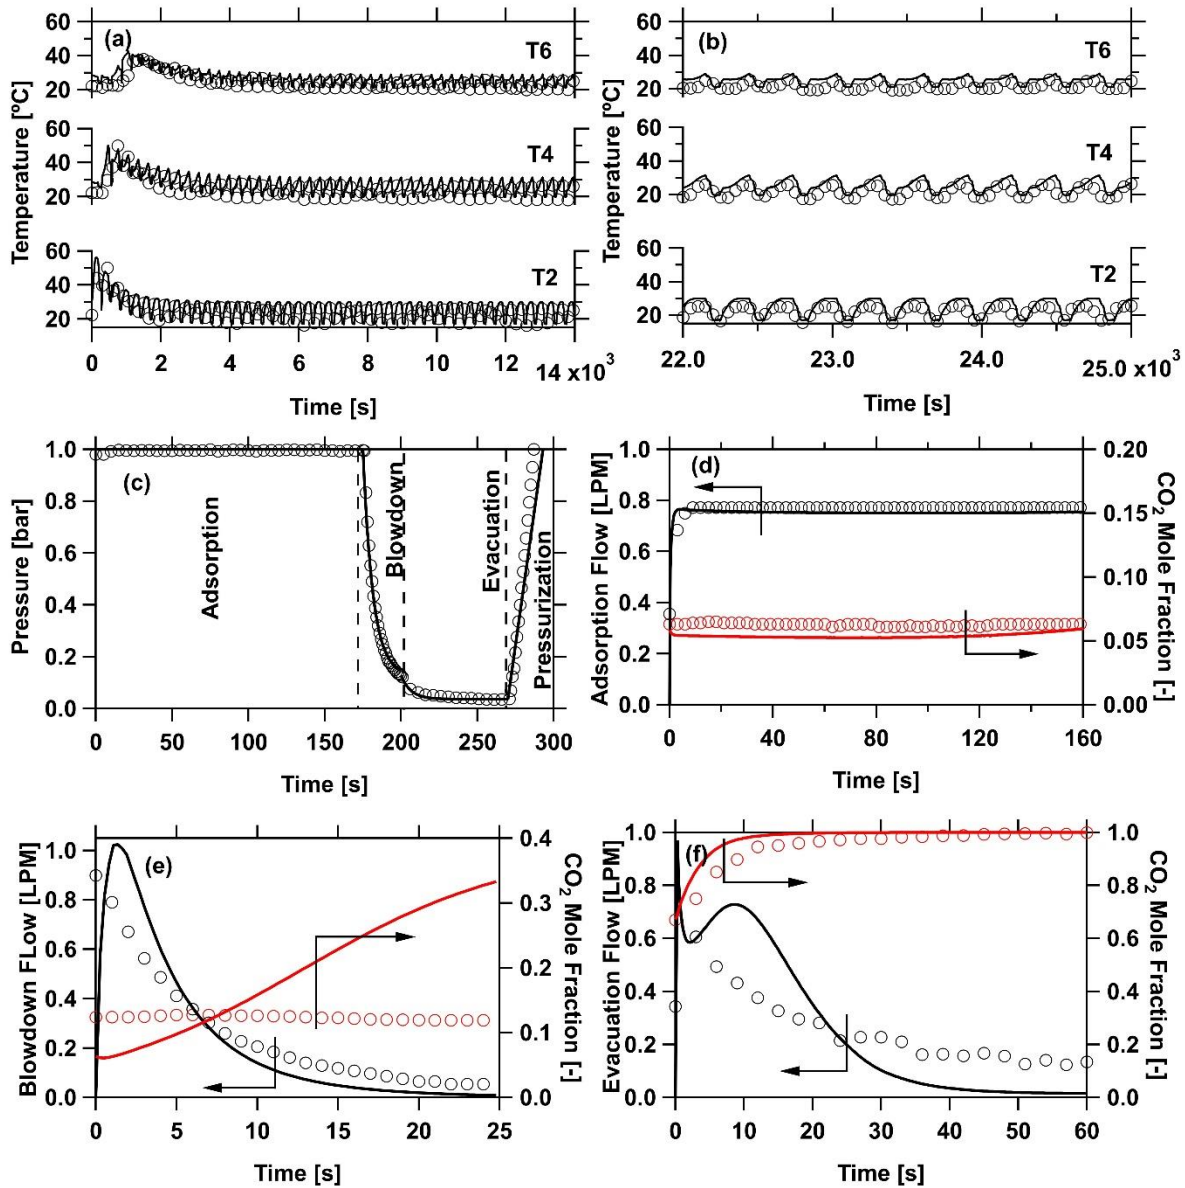 (a)
Temperature [ºC]
60
40
20
T6
60
40
20
T4
60
40
20
T2
0
2
4
6
8
10
12
14 x10³
Time [s]
(b)
Temperature [ºC]
60
40
20
T6
60
40
20
T4
60
40
20
T2
22.0
23.0
24.0
25.0 x10³
Time [s]
(c)
Pressure [bar]
1.0
0.8
0.6
0.4
0.2
0.0
Adsorption
Blowdown
Evacuation
Pressurization
0
50
100
150
200
250
300
Time [s]
(d)
Adsorption Flow [LPM]
1.0
0.8
0.6
0.4
0.2
0.0
0.20
0.15
0.10
0.05
0.00
CO₂ Mole Fraction [-]
0
40
80
120
160
Time [s]
(e)
Blowdown FLow [LPM]
1.0
0.8
0.6
0.4
0.2
0.0
0.4
0.3
0.2
0.1
0.0
CO₂ Mole Fraction [-]
0
5
10
15
20
25
Time [s]
(f)
Evacuation Flow [LPM]
1.0
0.8
0.6
0.4
0.2
0.0
1.0
0.8
0.6
0.4
0.2
0.0
CO₂ Mole Fraction [-]
0
10
20
30
40
50
60
Time [s]